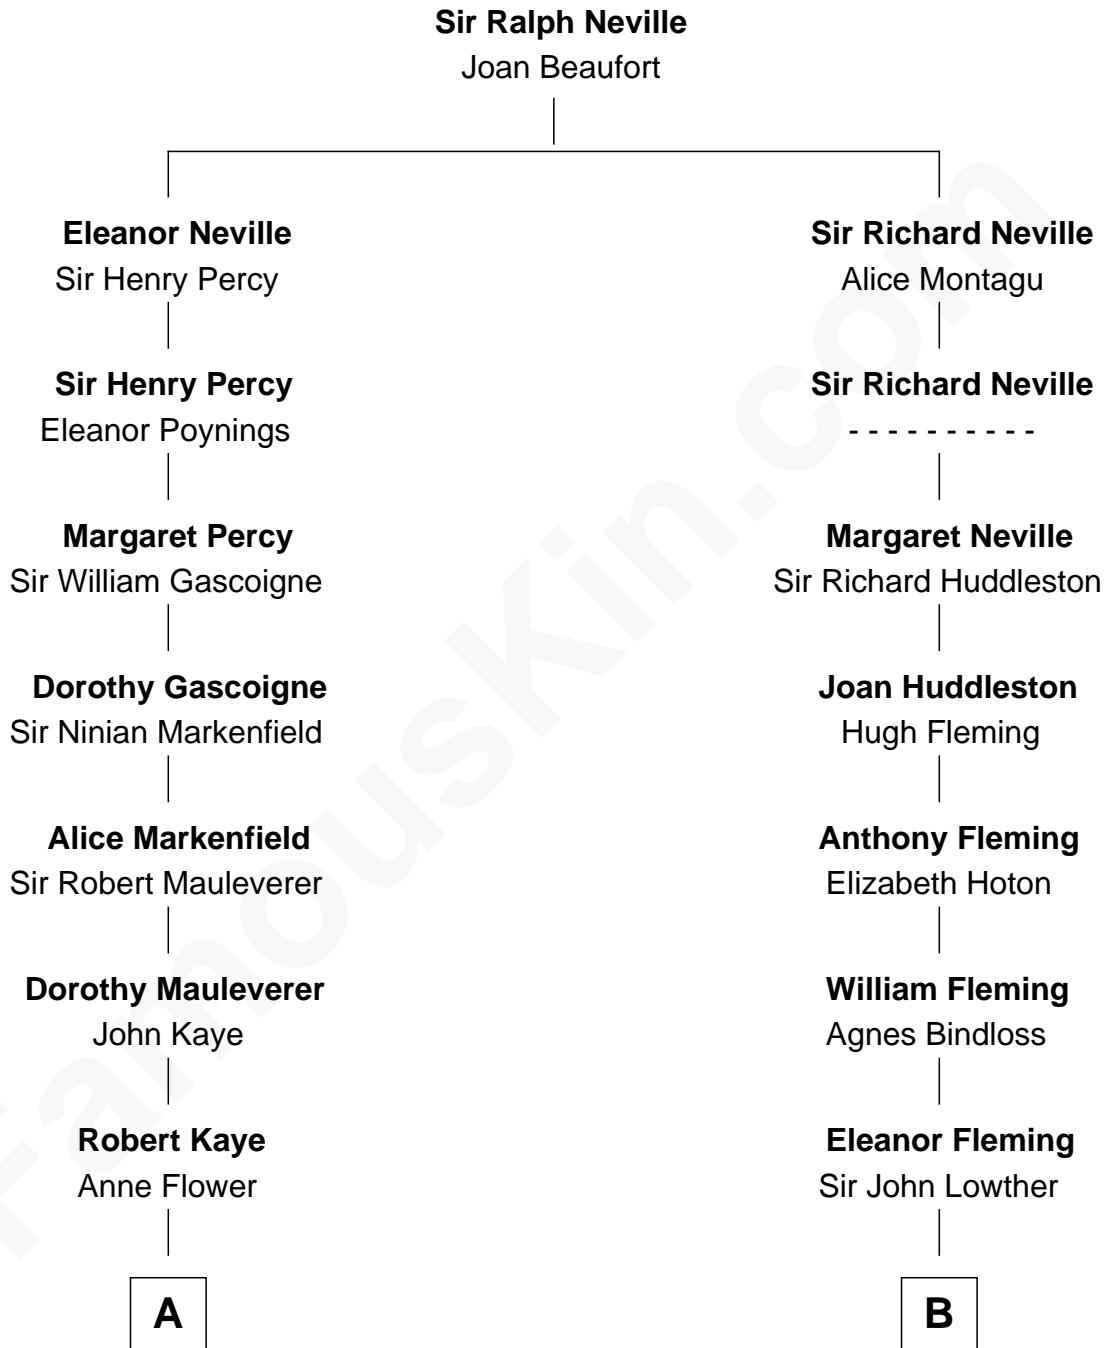 Sir Ralph Neville
Joan Beaufort
Eleanor Neville
Sir Henry Percy
Sir Richard Neville
Alice Montagu
Sir Henry Percy
Eleanor Poynings
Sir Richard Neville
- - - - - - - - - -
Margaret Percy
Sir William Gascoigne
Margaret Neville
Sir Richard Huddleston
Dorothy Gascoigne
Sir Ninian Markenfield
Joan Huddleston
Hugh Fleming
Alice Markenfield
Sir Robert Mauleverer
Anthony Fleming
Elizabeth Hoton
Dorothy Mauleverer
John Kaye
William Fleming
Agnes Bindloss
Robert Kaye
Anne Flower
Eleanor Fleming
Sir John Lowther
A
B
FamousKin.com